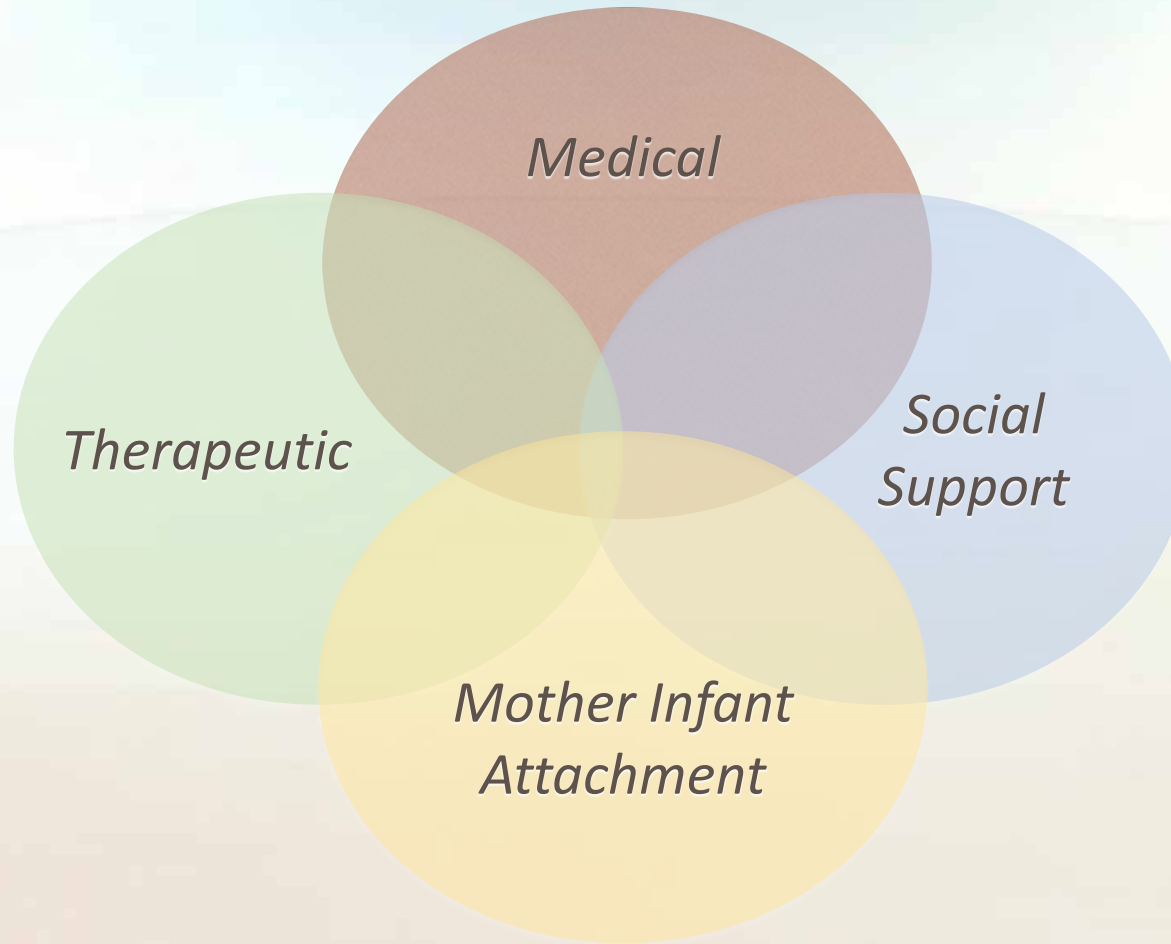 Medical
Therapeutic
Social
Support
Mother Infant
Attachment